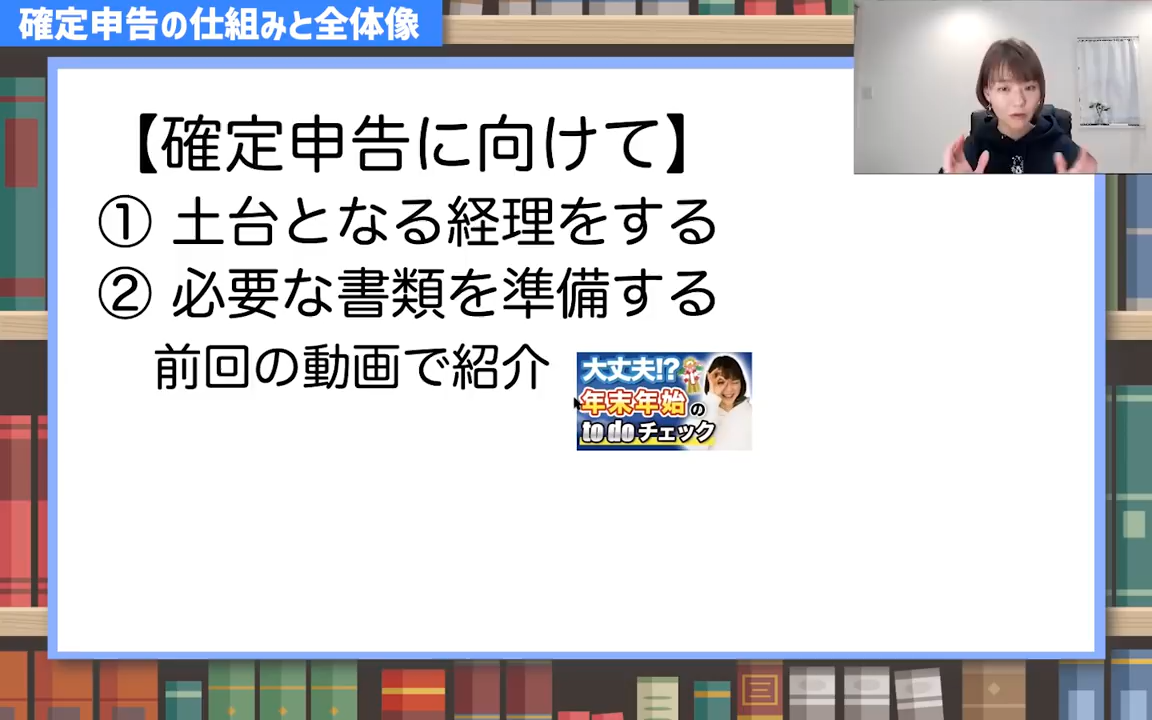 確定申告の仕組みと全体像
【確定申告に向けて】
① 土台となる経理をする
② 必要な書類を準備する
前回の動画で紹介
大丈夫!?
年末年始の
to doチェック